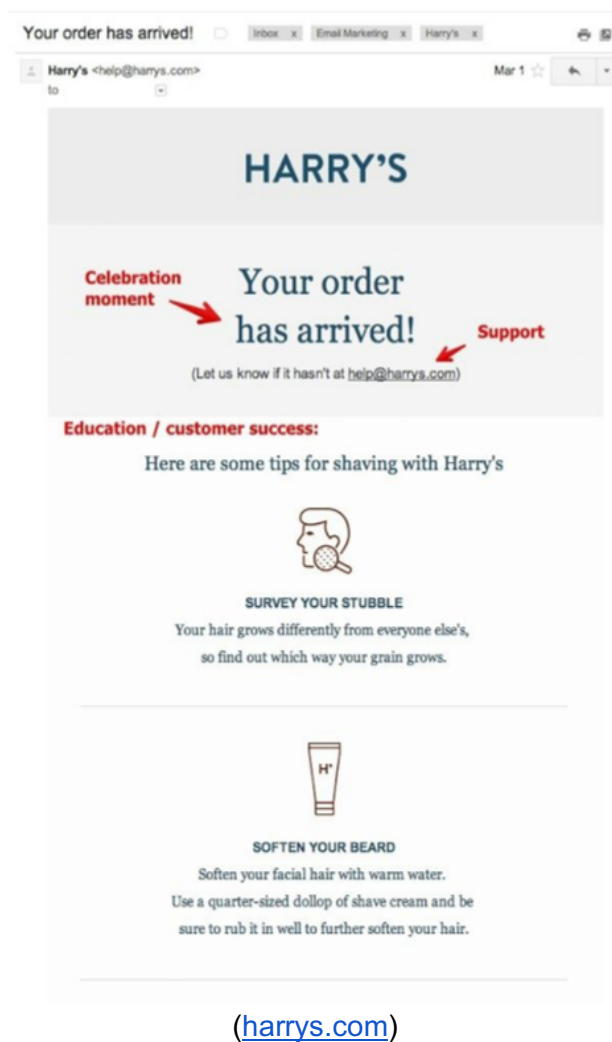 Your order has arrived! Inbox x Email Marketing x Harry's x
Harry's <help@harrys.com> Mar 1
to
HARRY'S
Celebration
moment
Your order
has arrived!
Support
(Let us know if it hasn't at help@harrys.com)
Education / customer success:
Here are some tips for shaving with Harry's
SURVEY YOUR STUBBLE
Your hair grows differently from everyone else's,
so find out which way your grain grows.
H'
SOFTEN YOUR BEARD
Soften your facial hair with warm water.
Use a quarter-sized dollop of shave cream and be
sure to rub it in well to further soften your hair.
(harrys.com)